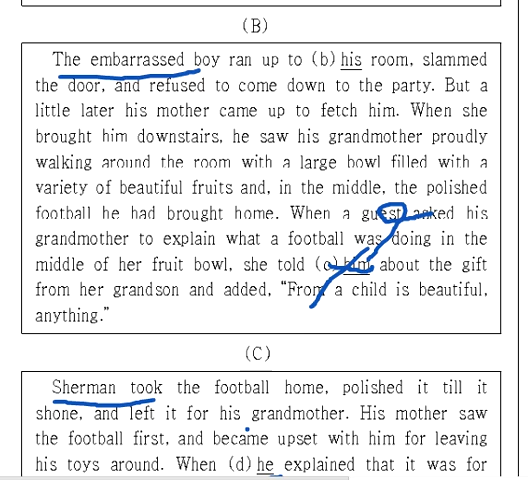 (B)
The embarrassed boy ran up to (b) his room, slammed
the door, and refused to come down to the party. But a
little later his mother came up to fetch him. When she
brought him downstairs, he saw his grandmother proudly
walking around the room with a large bowl filled with a
variety of beautiful fruits and, in the middle, the polished
football he had brought home. When a guest asked his
grandmother to explain what a football was doing in the
middle of her fruit bowl, she told (c) him about the gift
from her grandson and added, “From a child is beautiful,
anything.”
(C)
Sherman took the football home, polished it till it
shone, and left it for his grandmother. His mother saw
the football first, and became upset with him for leaving
his toys around. When (d) he explained that it was for